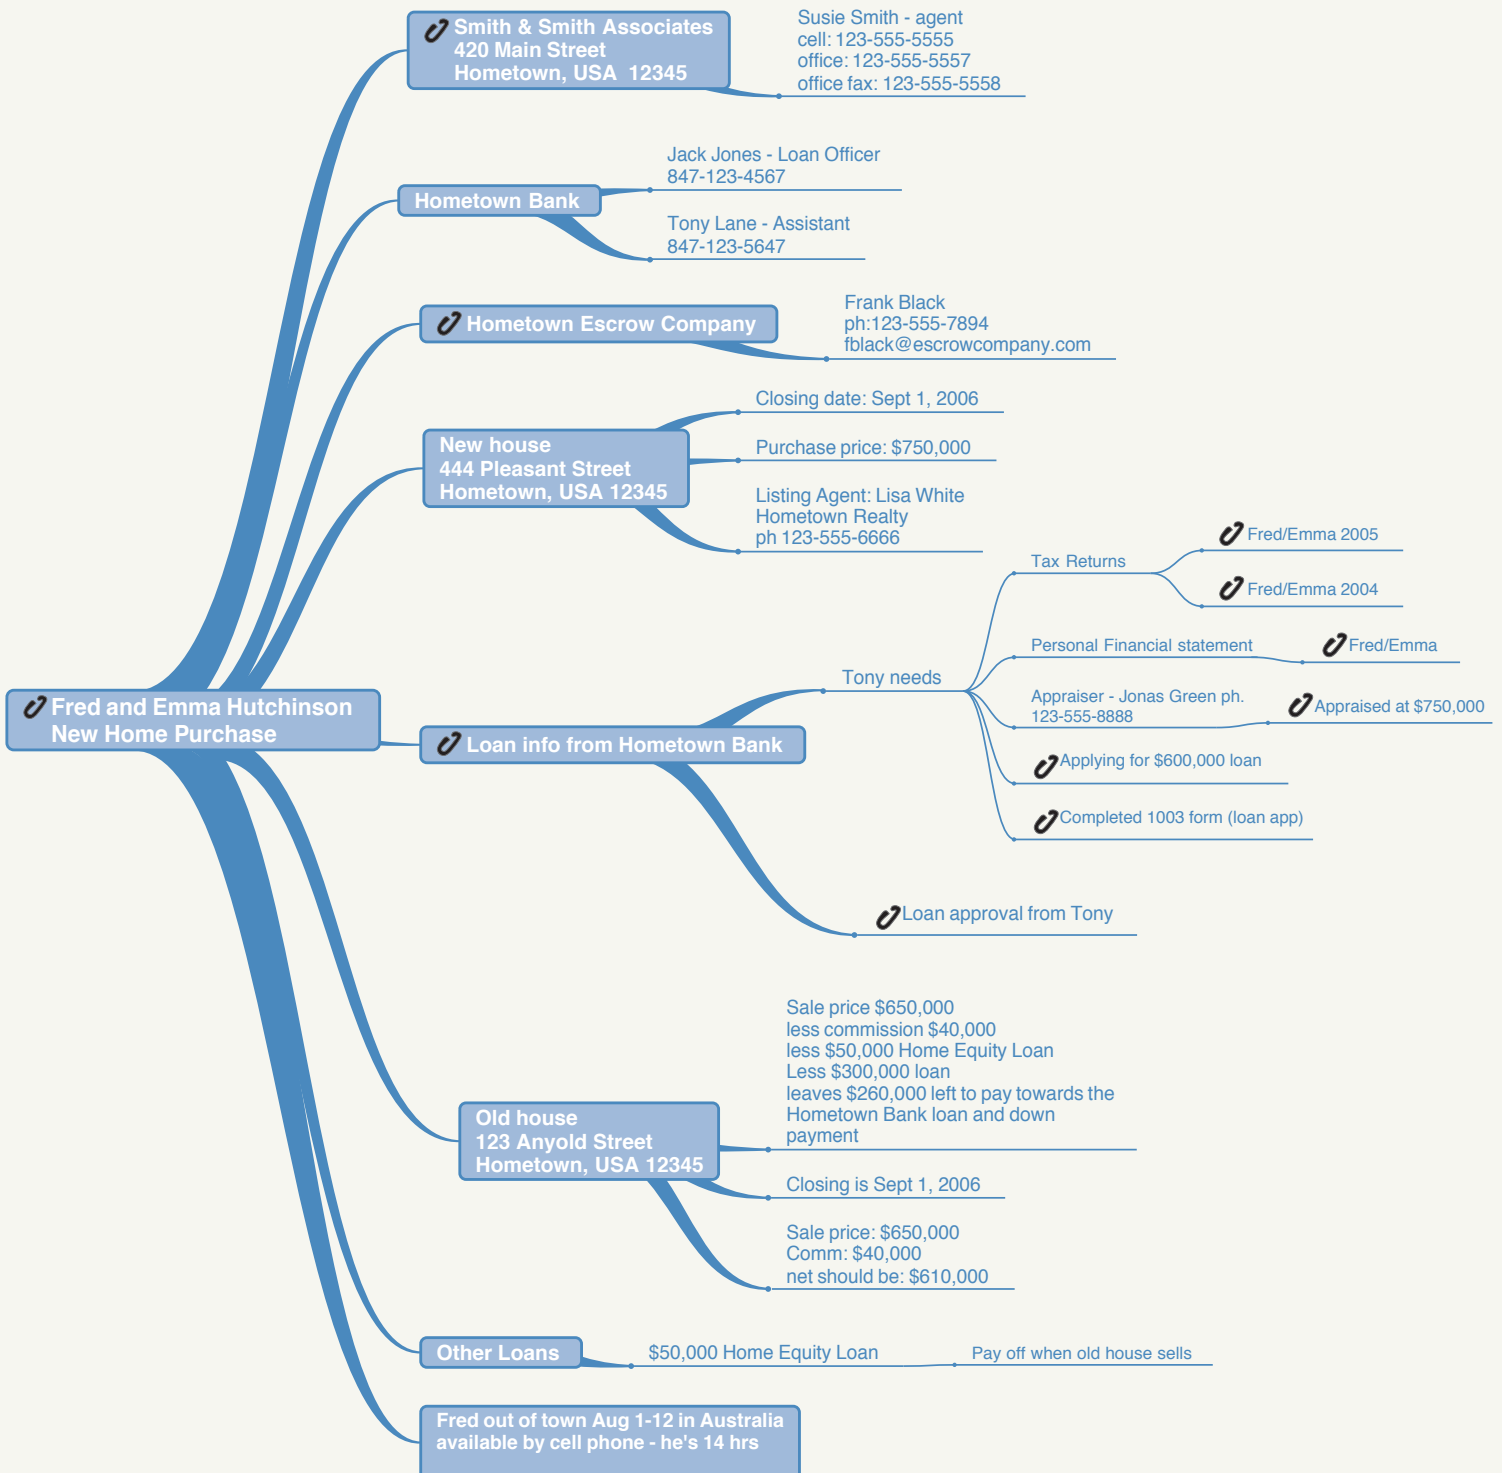 Smith & Smith Associates
420 Main Street
Hometown, USA  12345
Susie Smith - agent
cell: 123-555-5555
office: 123-555-5557
office fax: 123-555-5558
Hometown Bank
Jack Jones - Loan Officer
847-123-4567
Tony Lane - Assistant
847-123-5647
Hometown Escrow Company
Frank Black
ph:123-555-7894
fblack@escrowcompany.com
New house
444 Pleasant Street
Hometown, USA 12345
Closing date: Sept 1, 2006
Purchase price: $750,000
Listing Agent: Lisa White
Hometown Realty
ph 123-555-6666
Fred and Emma Hutchinson
New Home Purchase
Loan info from Hometown Bank
Tony needs
Tax Returns
Fred/Emma 2005
Fred/Emma 2004
Personal Financial statement
Fred/Emma
Appraiser - Jonas Green ph.
123-555-8888
Appraised at $750,000
Applying for $600,000 loan
Completed 1003 form (loan app)
Loan approval from Tony
Old house
123 Anyold Street
Hometown, USA 12345
Sale price $650,000
less commission $40,000
less $50,000 Home Equity Loan
Less $300,000 loan
leaves $260,000 left to pay towards the
Hometown Bank loan and down
payment
Closing is Sept 1, 2006
Sale price: $650,000
Comm: $40,000
net should be: $610,000
Other Loans
$50,000 Home Equity Loan
Pay off when old house sells
Fred out of town Aug 1-12 in Australia
available by cell phone - he's 14 hrs